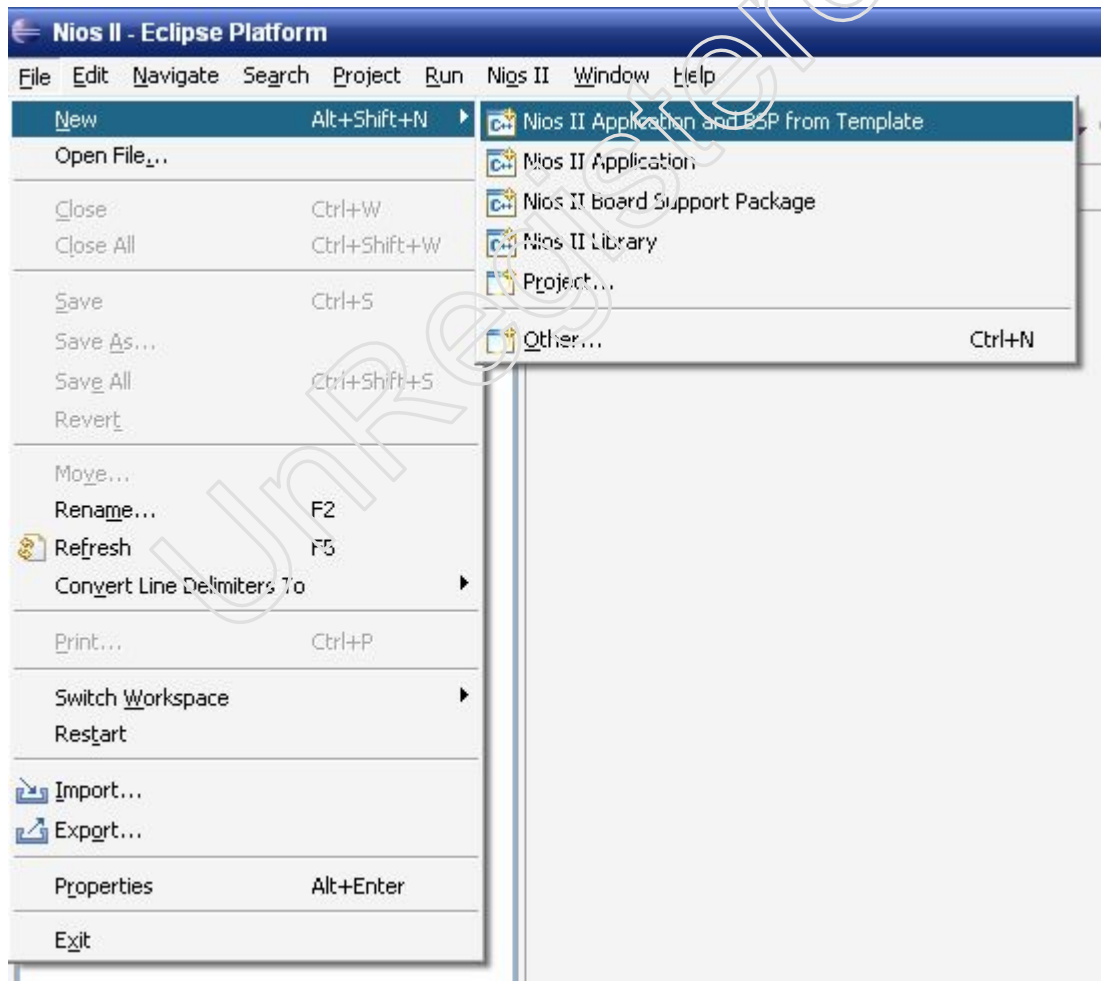 Nios II - Eclipse Platform
File Edit Navigate Search Project Run Nios II Window Help
New Alt+Shift+N
Open File...
Close Ctrl+W
Close All Ctrl+Shift+W
Save Ctrl+S
Save As...
Save All Ctrl+Shift+S
Revert
Move...
Rename... F2
Refresh F5
Convert Line Delimiters To
Print... Ctrl+P
Switch Workspace
Restart
Import...
Export...
Properties Alt+Enter
Exit
Nios II Application and BSP from Template
Nios II Application
Nios II Board Support Package
Nios II Library
Project...
Other... Ctrl+N
UnRegistere